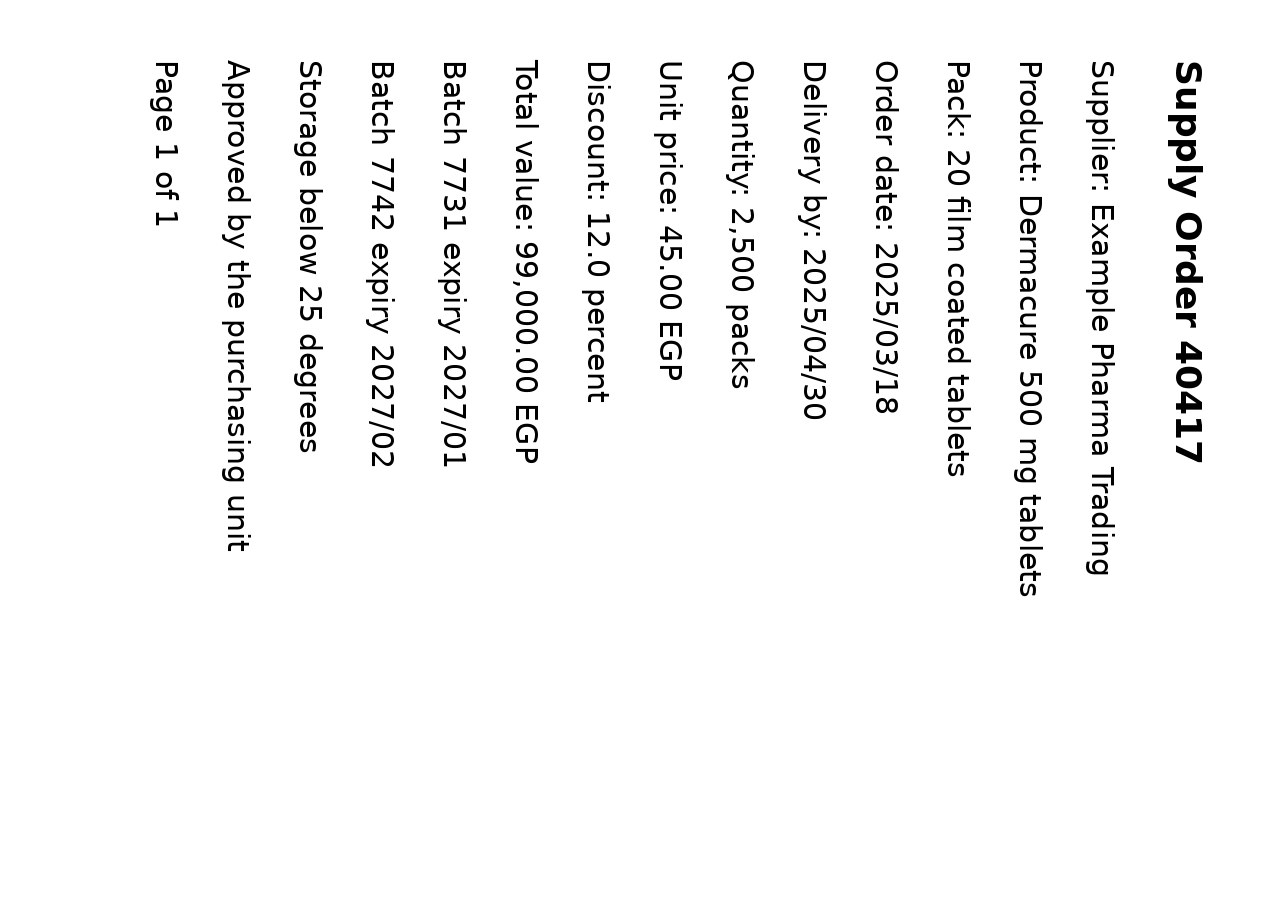 Supply Order 40417
Supplier: Example Pharma Trading
Product: Dermacure 500 mg tablets
Pack: 20 film coated tablets
Order date: 2025/03/18
Delivery by: 2025/04/30
Quantity: 2,500 packs
Unit price: 45.00 EGP
Discount: 12.0 percent
Total value: 99,000.00 EGP
Batch 7731 expiry 2027/01
Batch 7742 expiry 2027/02
Storage below 25 degrees
Approved by the purchasing unit
Page 1 of 1